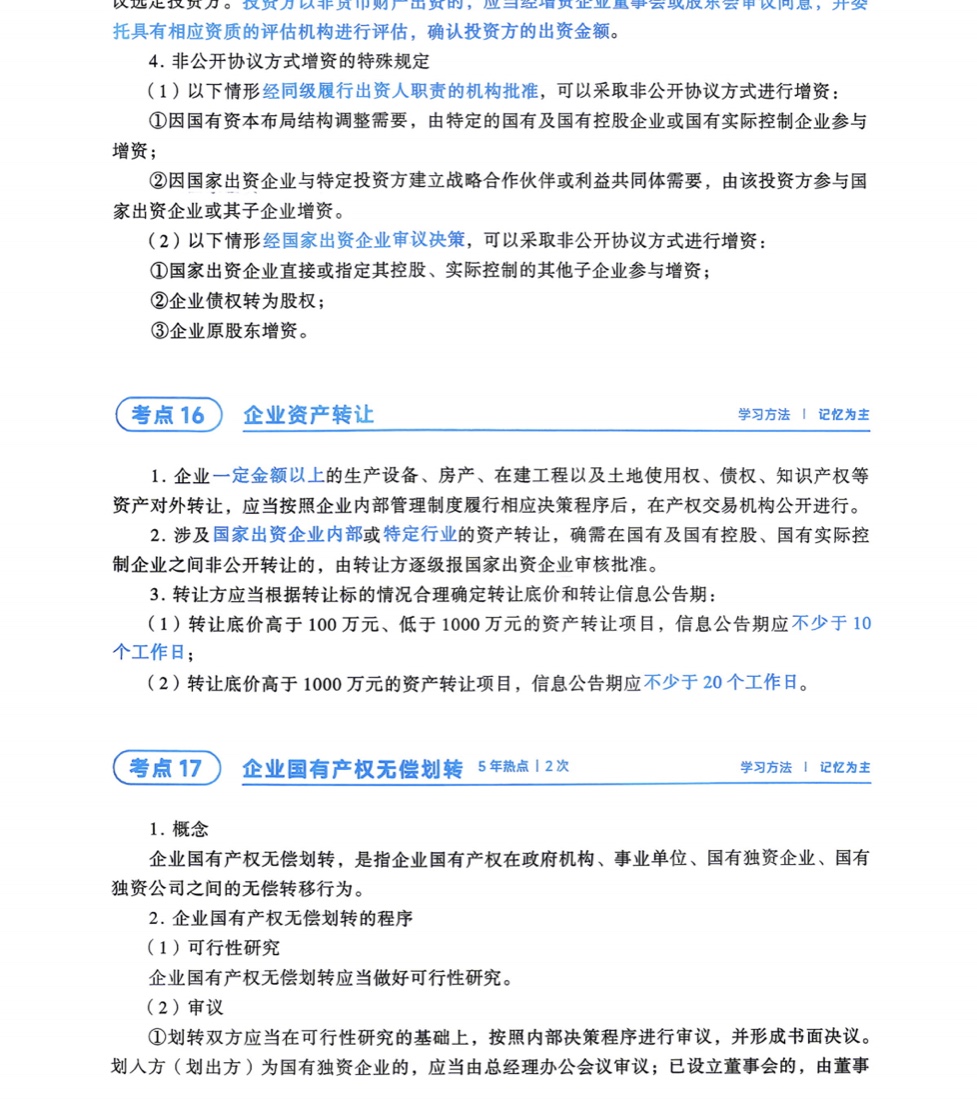 议选定投资方。投资方以非货币财产出资的，应当经增资企业董事会或股东会审议同意，并委
托具有相应资质的评估机构进行评估，确认投资方的出资金额。
4. 非公开协议方式增资的特殊规定
（1）以下情形经同级履行出资人职责的机构批准，可以采取非公开协议方式进行增资：
①因国有资本布局结构调整需要，由特定的国有及国有控股企业或国有实际控制企业参与
增资；
②因国家出资企业与特定投资方建立战略合作伙伴或利益共同体需要，由该投资方参与国
家出资企业或其子企业增资。
（2）以下情形经国家出资企业审议决策，可以采取非公开协议方式进行增资：
①国家出资企业直接或指定其控股、实际控制的其他子企业参与增资；
②企业债权转为股权；
③企业原股东增资。
考点 16 企业资产转让 学习方法 | 记忆为主
1. 企业一定金额以上的生产设备、房产、在建工程以及土地使用权、债权、知识产权等
资产对外转让，应当按照企业内部管理制度履行相应决策程序后，在产权交易机构公开进行。
2. 涉及国家出资企业内部或特定行业的资产转让，确需在国有及国有控股、国有实际控
制企业之间非公开转让的，由转让方逐级报国家出资企业审核批准。
3. 转让方应当根据转让标的情况合理确定转让底价和转让信息公告期：
（1）转让底价高于 100 万元、低于 1000 万元的资产转让项目，信息公告期应不少于 10
个工作日；
（2）转让底价高于 1000 万元的资产转让项目，信息公告期应不少于 20 个工作日。
考点 17 企业国有产权无偿划转 5 年热点 | 2 次 学习方法 | 记忆为主
1. 概念
企业国有产权无偿划转，是指企业国有产权在政府机构、事业单位、国有独资企业、国有
独资公司之间的无偿转移行为。
2. 企业国有产权无偿划转的程序
（1）可行性研究
企业国有产权无偿划转应当做好可行性研究。
（2）审议
①划转双方应当在可行性研究的基础上，按照内部决策程序进行审议，并形成书面决议。
划入方（划出方）为国有独资企业的，应当由总经理办公会议审议；已设立董事会的，由董事